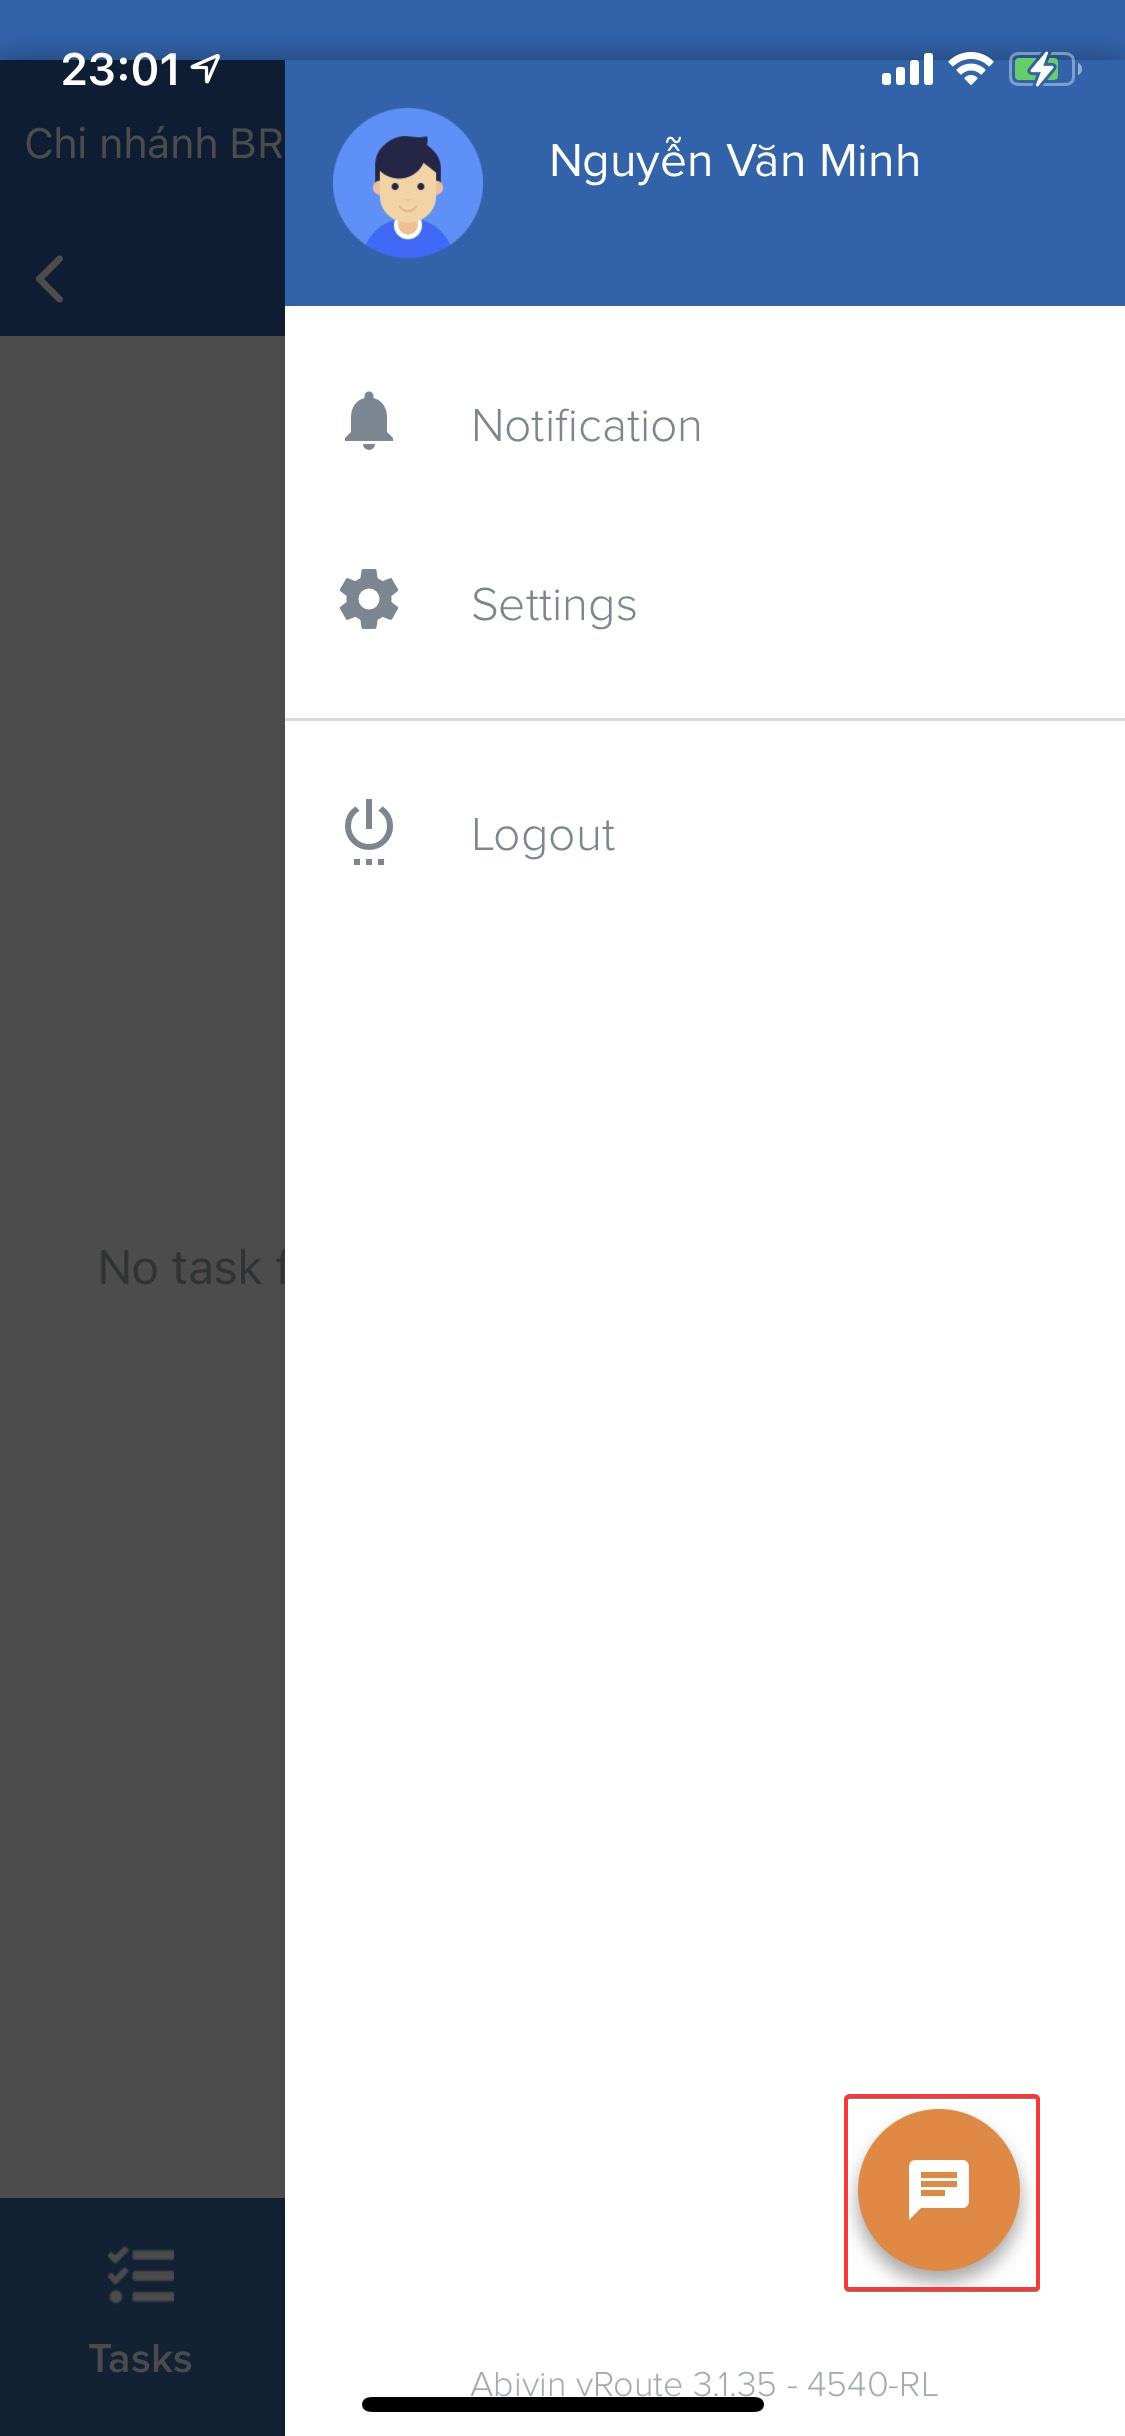 23:01
Chi nhánh BR
Nguyễn Văn Minh
Notification
Settings
Logout
No task
Tasks
Abivin vRoute 3.1.35 - 4540-RL